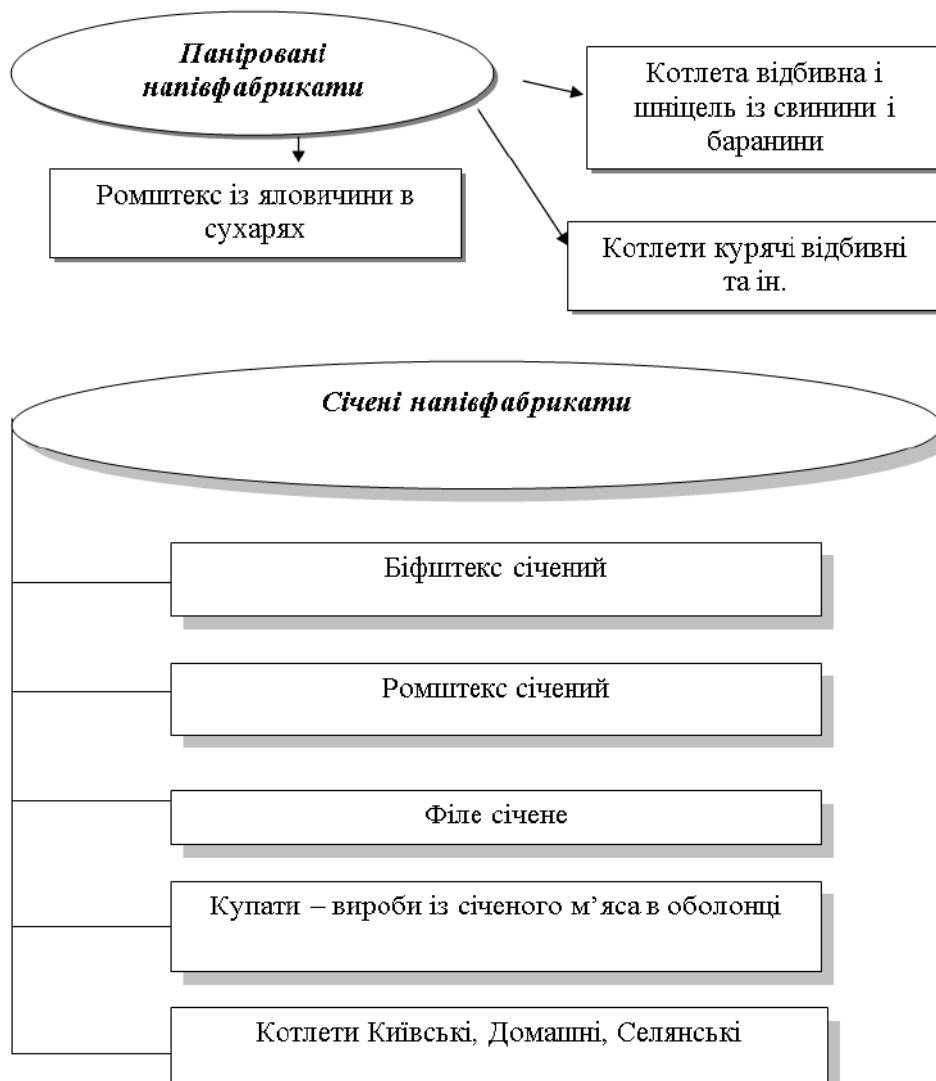 Паніровані
напівфабрикати
Котлета відбивна і
шніцель із свинини і
баранини
Ромштекс із яловичини в
сухарях
Котлети курячі відбивні
та ін.
Січені напівфабрикати
Біфштекс січений
Ромштекс січений
Філе січене
Купати – вироби із січеного м’яса в оболонці
Котлети Київські, Домашні, Селянські